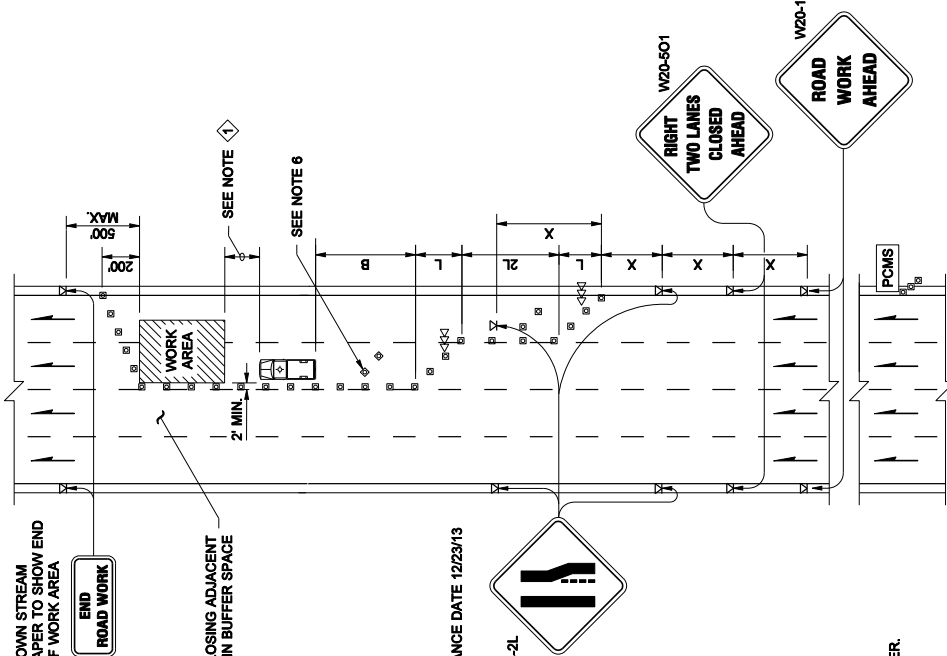 OWN STREAM
APER TO SHOW END
F WORK AREA
END
ROAD WORK
500'
MAX.
200'
WORK
AREA
SEE NOTE 1
2' MIN.
SEE NOTE 6
LOSING ADJACENT
IN BUFFER SPACE
B
L
2L
X
L
X
X
X
ANCE DATE 12/23/13
-2L
W20-5O1
RIGHT
TWO LANES
CLOSED
AHEAD
W20-1
ROAD
WORK
AHEAD
PCMS
ER.